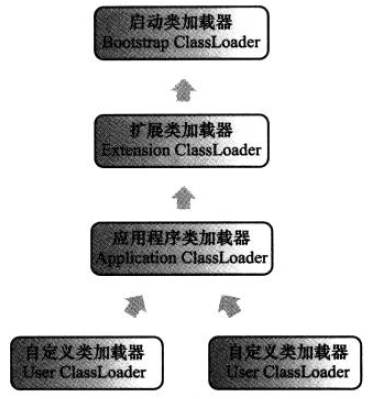 启动类加载器
Bootstrap ClassLoader
扩展类加载器
Extension ClassLoader
应用程序类加载器
Application ClassLoader
自定义类加载器
User ClassLoader
自定义类加载器
User ClassLoader